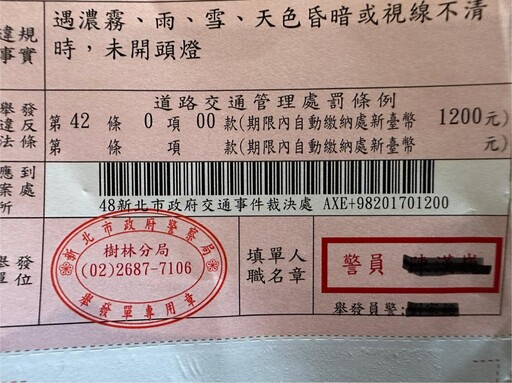 違規事實
遇濃霧、雨、雪、天色昏暗或視線不清
時，未開頭燈
舉發違反法條
道路交通管理處罰條例
第 42 條 0 項 00 款(期限內自動繳納處新臺幣 1200元)
第 條 項 款(期限內自動繳納處新臺幣 元)
應到案處所
48新北市政府交通事件裁決處 AXE+98201701200
舉發單位
新北市政府警察局
樹林分局
(02)2687-7106
舉發單專用章
填單人
職名章
警員
舉發員警: